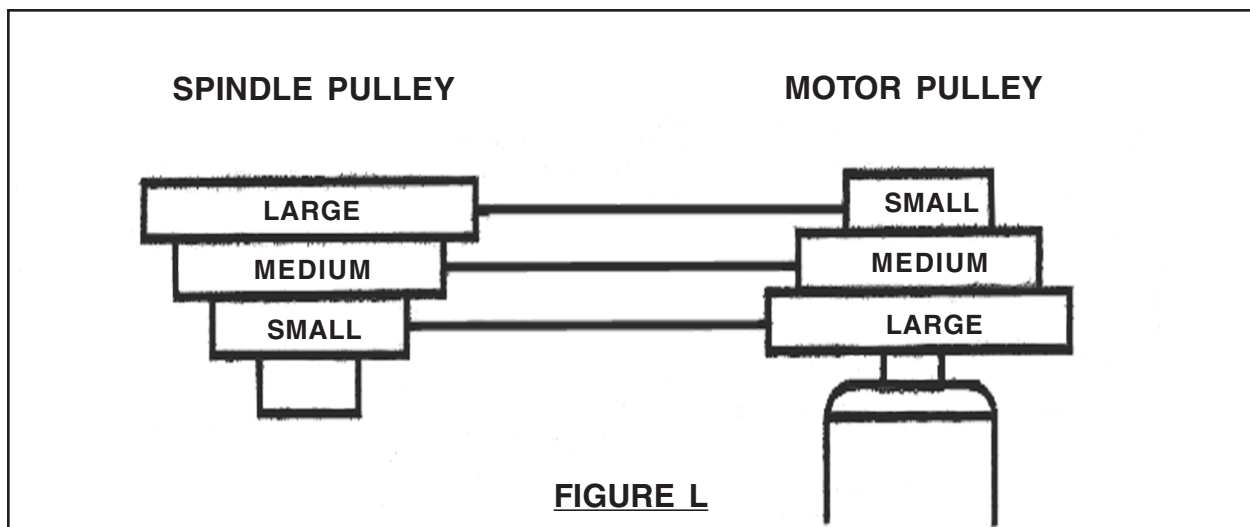 SPINDLE PULLEY MOTOR PULLEY
LARGE SMALL
MEDIUM MEDIUM
SMALL LARGE
FIGURE L